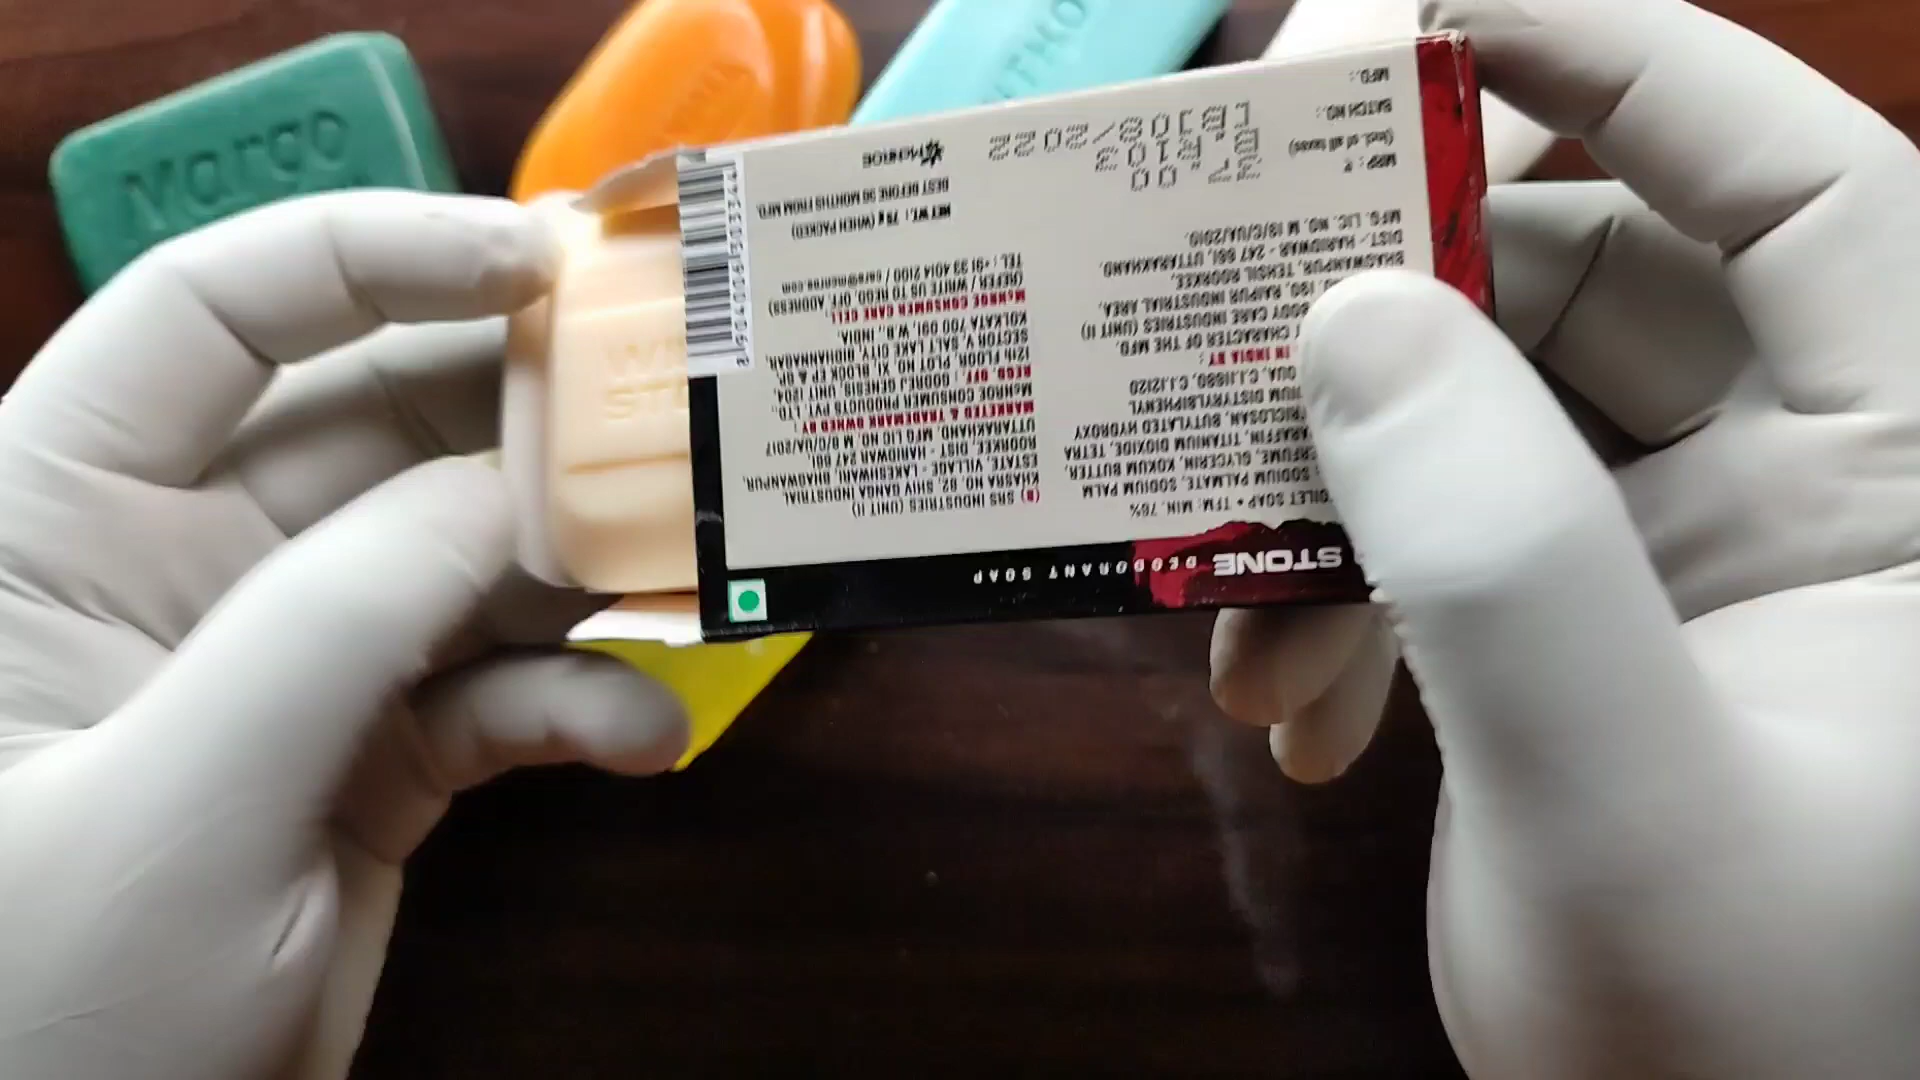 Margo
WI
STO
STONE DEODORANT SOAP
TOILET SOAP • TFM: MIN. 76%
SODIUM PALMATE, SODIUM PALM
PERFUME, GLYCERIN, KOKUM BUTTER,
PARAFFIN, TITANIUM DIOXIDE, TETRA
TRICLOSAN, BUTYLATED HYDROXY
DISTYRYLBIPHENYL
QUA, C.I.11680, C.I.12120
IN INDIA BY :
CHARACTER OF THE MFG.
BODY CARE INDUSTRIES (UNIT II)
190, RAIPUR INDUSTRIAL AREA,
BHAGWANPUR, TEHSIL ROORKEE,
DIST.- HARIDWAR - 247 661, UTTARAKHAND.
MFG. LIC. NO. M 18/C/UA/2010.
MRP : ₹ 37.00
(Incl. of all taxes)
BATCH NO.:
MFD.: [B]08/2022
(B) SRS INDUSTRIES (UNIT II)
KHASRA NO. 82, SHIV GANGA INDUSTRIAL
ESTATE, VILLAGE - LAKESHWARI, BHAGWANPUR,
ROORKEE, DIST - HARIDWAR 247 661,
UTTARAKHAND, MFG LIC NO. M 8/C/UA/2017
MARKETED & TRADEMARK OWNED BY :
McNROE CONSUMER PRODUCTS PVT. LTD.,
REGD. OFF. : GODREJ GENESIS, UNIT 1204,
12th FLOOR, PLOT NO. XI, BLOCK EP & GP,
SECTOR V, SALT LAKE CITY, BIDHANNAGAR,
KOLKATA 700 091, W.B., INDIA.
McNROE CONSUMER CARE CELL
(REFER / WRITE US TO REGD. OFF. ADDRESS)
TEL: +91 33 4014 2100 / care@mcnroe.com
NET WT. : 75 g (WHEN PACKED)
BEST BEFORE 36 MONTHS FROM MFD.
McNROE